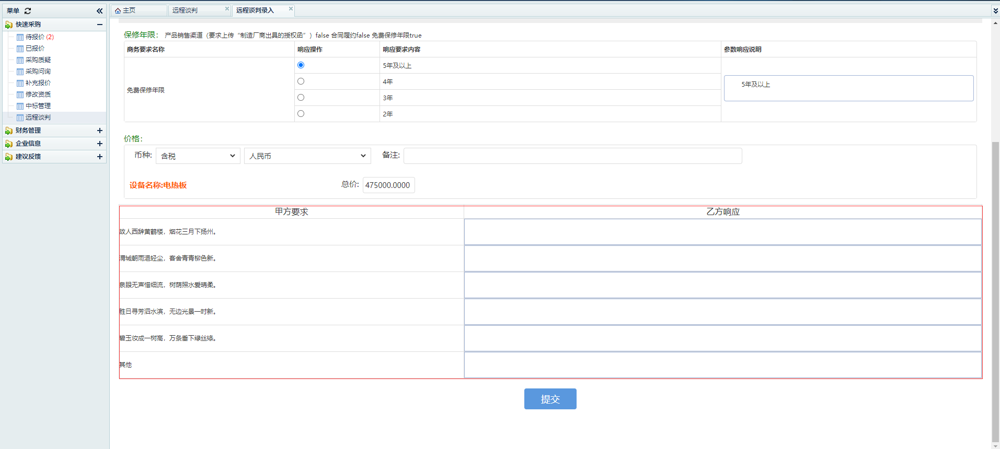 菜单
快速采购
待报价 (2)
已报价
采购质疑
采购问询
补充报价
修改资质
中标管理
远程谈判
财务管理
企业信息
建议反馈
主页 远程谈判 远程谈判录入
保修年限： 产品销售渠道（要求上传“制造厂商出具的授权函”）false 合同履约false 免费保修年限true
商务要求名称 响应操作 响应要求内容 参数响应说明
免费保修年限
5年及以上
4年
3年
2年
5年及以上
价格：
币种: 含税 人民币 备注:
设备名称:电热板 总价: 475000.0000
甲方要求 乙方响应
故人西辞黄鹤楼，烟花三月下扬州。
渭城朝雨浥轻尘，客舍青青柳色新。
泉眼无声惜细流，树荫照水爱晴柔。
胜日寻芳泗水滨，无边光景一时新。
碧玉妆成一树高，万条垂下绿丝绦。
其他
提交